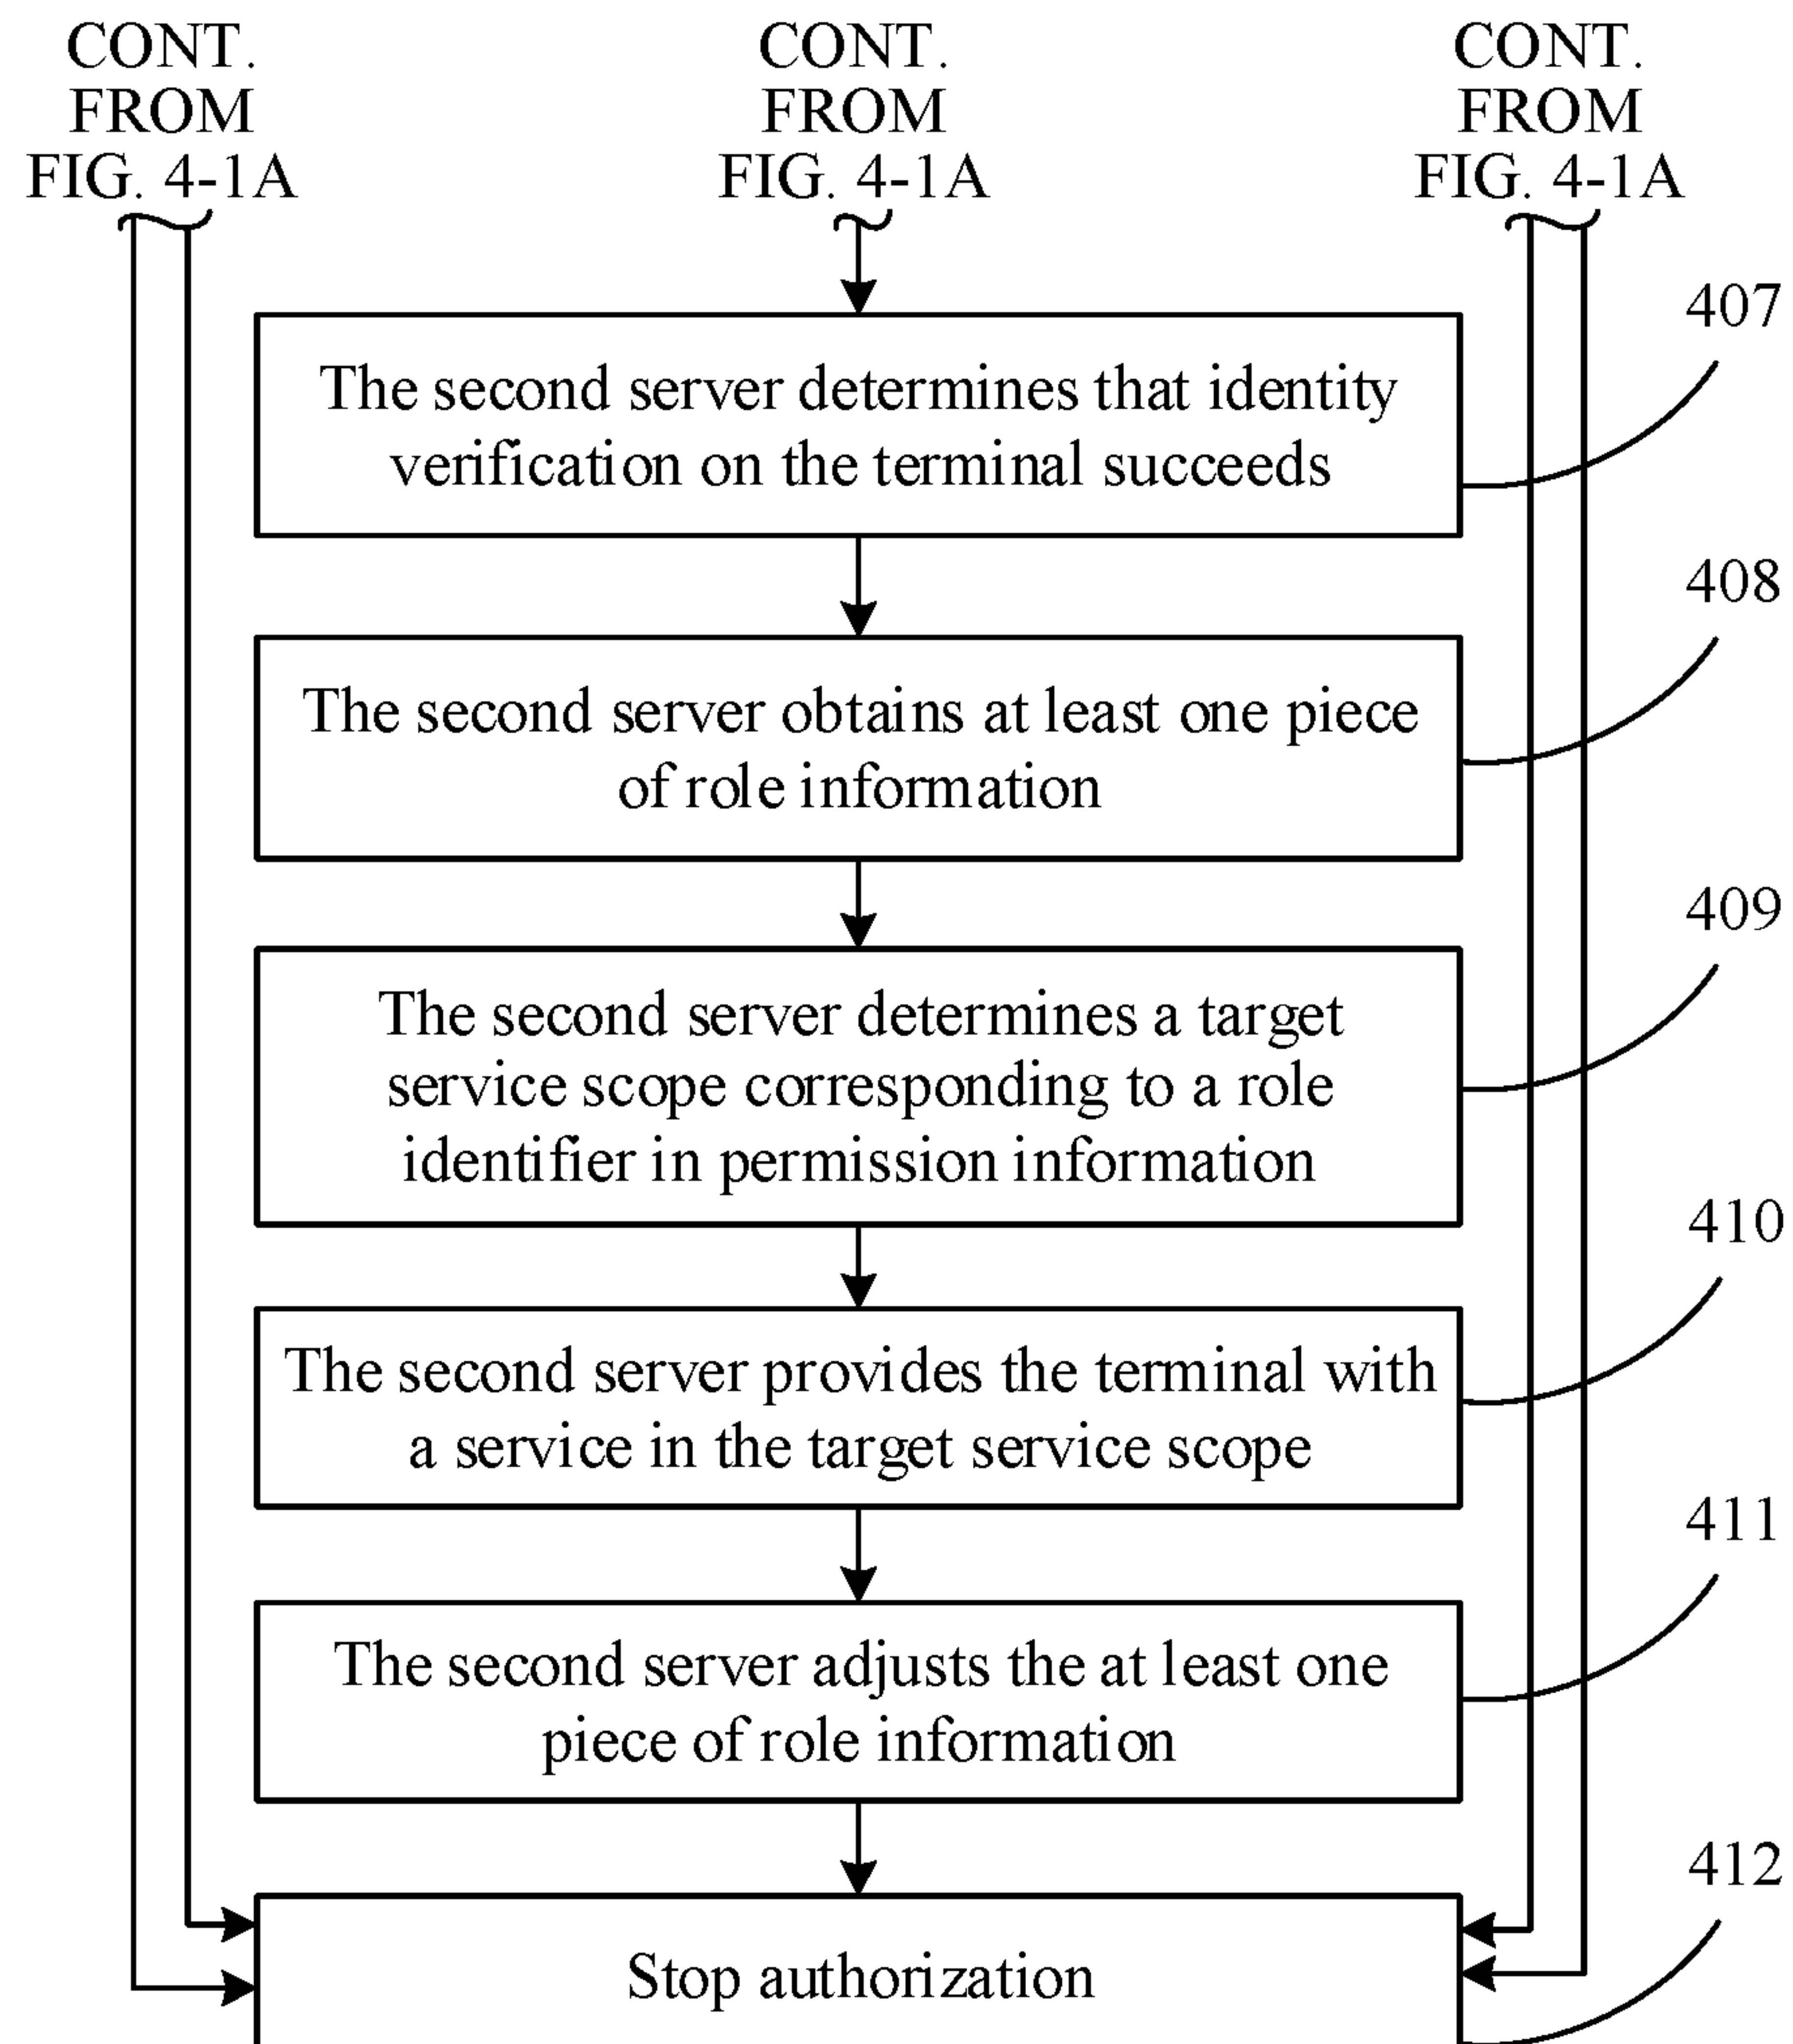 CONT.
FROM
FIG. 4-1A
CONT.
FROM
FIG. 4-1A
CONT.
FROM
FIG. 4-1A
407
The second server determines that identity
verification on the terminal succeeds
408
The second server obtains at least one piece
of role information
409
The second server determines a target
service scope corresponding to a role
identifier in permission information
410
The second server provides the terminal with
a service in the target service scope
411
The second server adjusts the at least one
piece of role information
412
Stop authorization